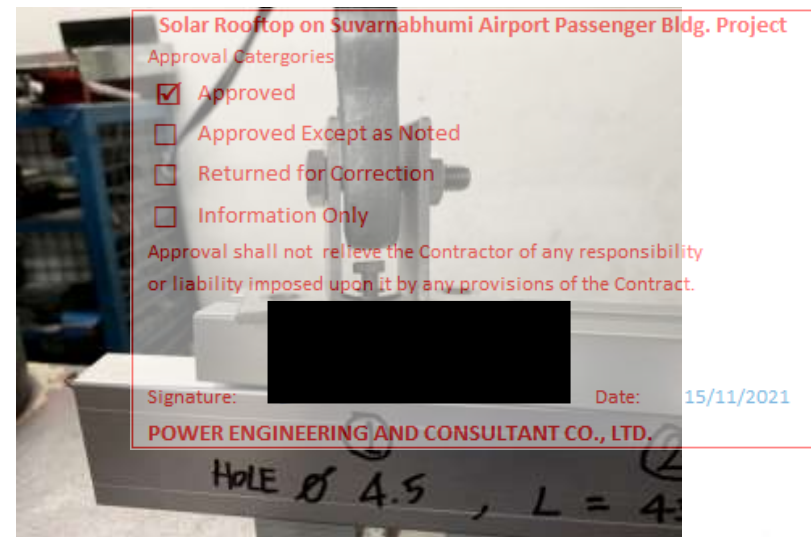 Solar Rooftop on Suvarnabhumi Airport Passenger Bldg. Project
Approval Catergories
Approved
Approved Except as Noted
Returned for Correction
Information Only
Approval shall not relieve the Contractor of any responsibility
or liability imposed upon it by any provisions of the Contract.
Signature: Date: 15/11/2021
POWER ENGINEERING AND CONSULTANT CO., LTD.
① ②
HOLE Ø 4.5 , L =